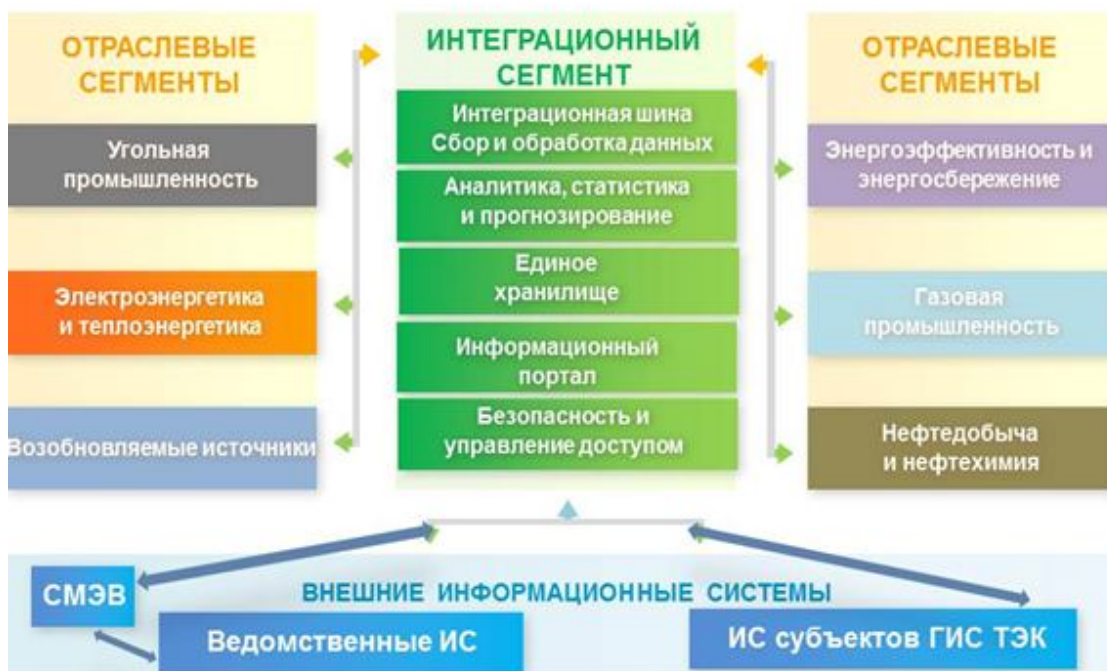 ОТРАСЛЕВЫЕ
СЕГМЕНТЫ
Угольная
промышленность
Электроэнергетика
и теплоэнергетика
Возобновляемые источники
ИНТЕГРАЦИОННЫЙ
СЕГМЕНТ
Интеграционная шина
Сбор и обработка данных
Аналитика, статистика
и прогнозирование
Единое
хранилище
Информационный
портал
Безопасность и
управление доступом
ОТРАСЛЕВЫЕ
СЕГМЕНТЫ
Энергоэффективность и
энергосбережение
Газовая
промышленность
Нефтедобыча
и нефтехимия
ВНЕШНИЕ ИНФОРМАЦИОННЫЕ СИСТЕМЫ
СМЭВ
Ведомственные ИС
ИС субъектов ГИС ТЭК